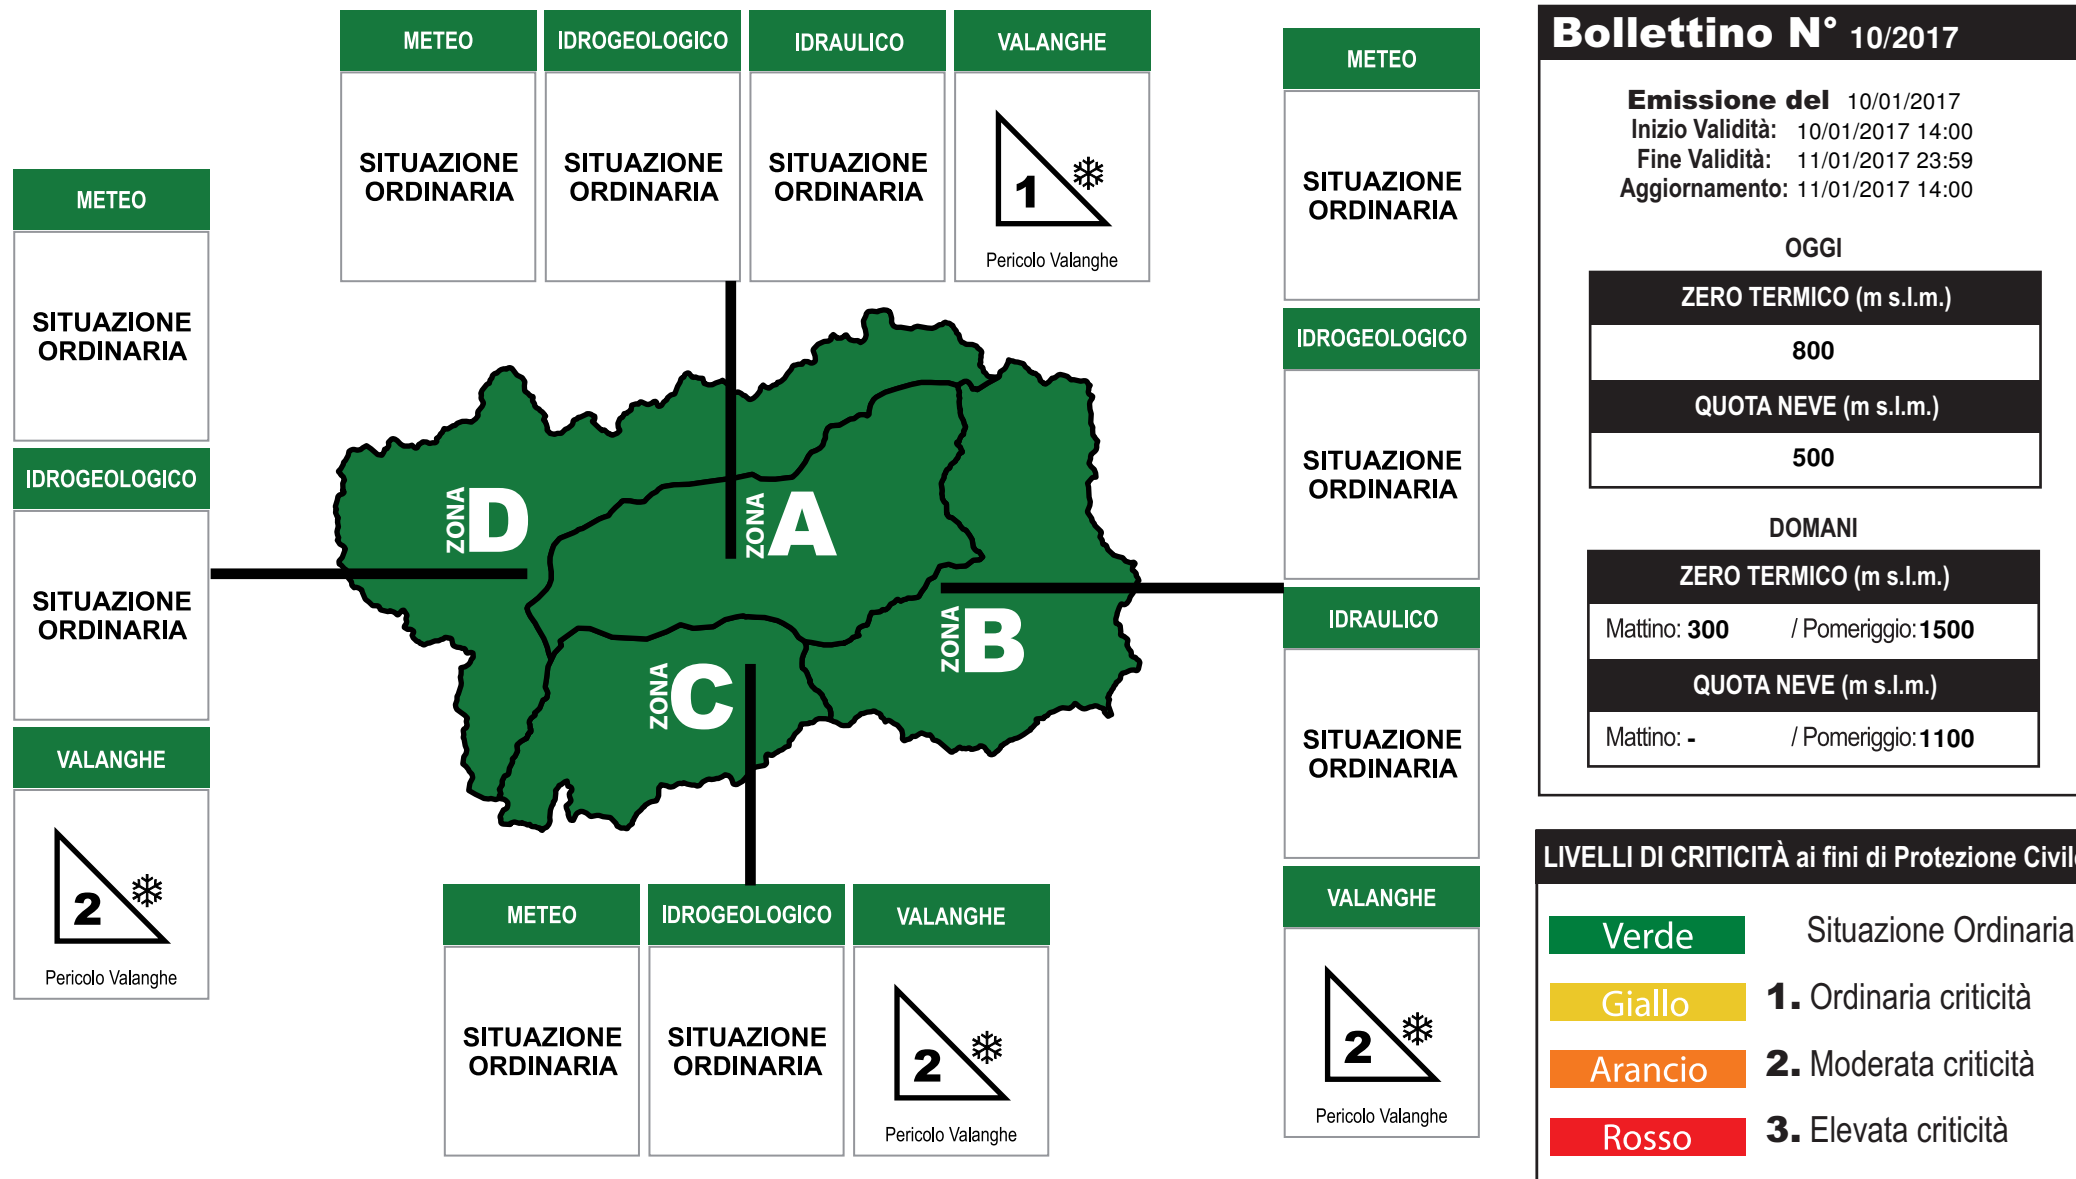 METEO
IDROGEOLOGICO
IDRAULICO
VALANGHE
SITUAZIONE
ORDINARIA
SITUAZIONE
ORDINARIA
SITUAZIONE
ORDINARIA
1
Pericolo Valanghe
METEO
SITUAZIONE
ORDINARIA
IDROGEOLOGICO
SITUAZIONE
ORDINARIA
VALANGHE
2
Pericolo Valanghe
ZONA D
ZONA A
ZONA B
ZONA C
METEO
IDROGEOLOGICO
VALANGHE
SITUAZIONE
ORDINARIA
SITUAZIONE
ORDINARIA
2
Pericolo Valanghe
METEO
SITUAZIONE
ORDINARIA
IDROGEOLOGICO
SITUAZIONE
ORDINARIA
IDRAULICO
SITUAZIONE
ORDINARIA
VALANGHE
2
Pericolo Valanghe
Bollettino N° 10/2017
Emissione del 10/01/2017
Inizio Validità: 10/01/2017 14:00
Fine Validità: 11/01/2017 23:59
Aggiornamento: 11/01/2017 14:00
OGGI
ZERO TERMICO (m s.l.m.)
800
QUOTA NEVE (m s.l.m.)
500
DOMANI
ZERO TERMICO (m s.l.m.)
Mattino: 300 / Pomeriggio: 1500
QUOTA NEVE (m s.l.m.)
Mattino: - / Pomeriggio: 1100
LIVELLI DI CRITICITÀ ai fini di Protezione Civile
Verde Situazione Ordinaria
Giallo 1. Ordinaria criticità
Arancio 2. Moderata criticità
Rosso 3. Elevata criticità